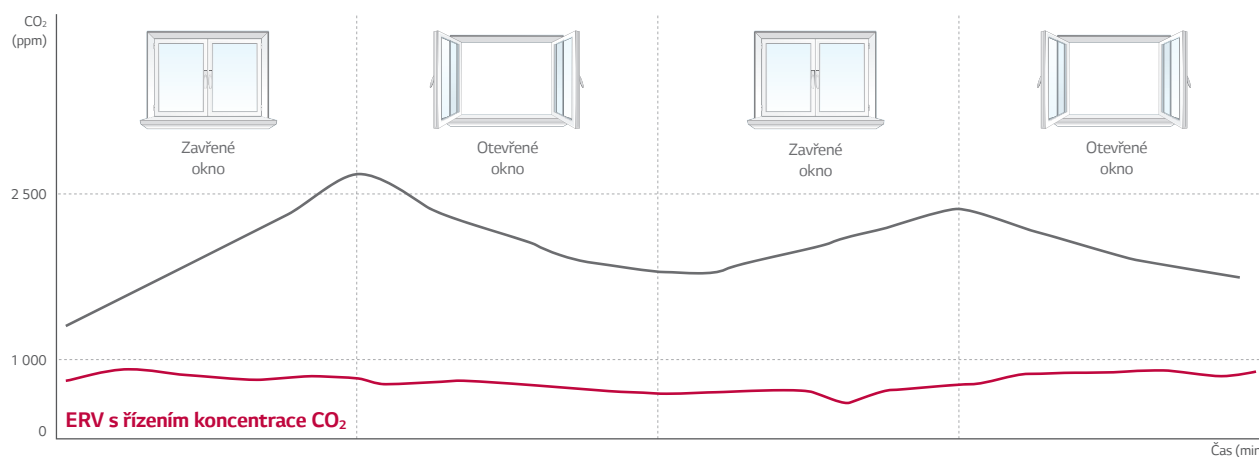 CO₂
(ppm)
Zavřené
okno
Otevřené
okno
Zavřené
okno
Otevřené
okno
2 500
1 000
ERV s řízením koncentrace CO₂
0
Čas (min